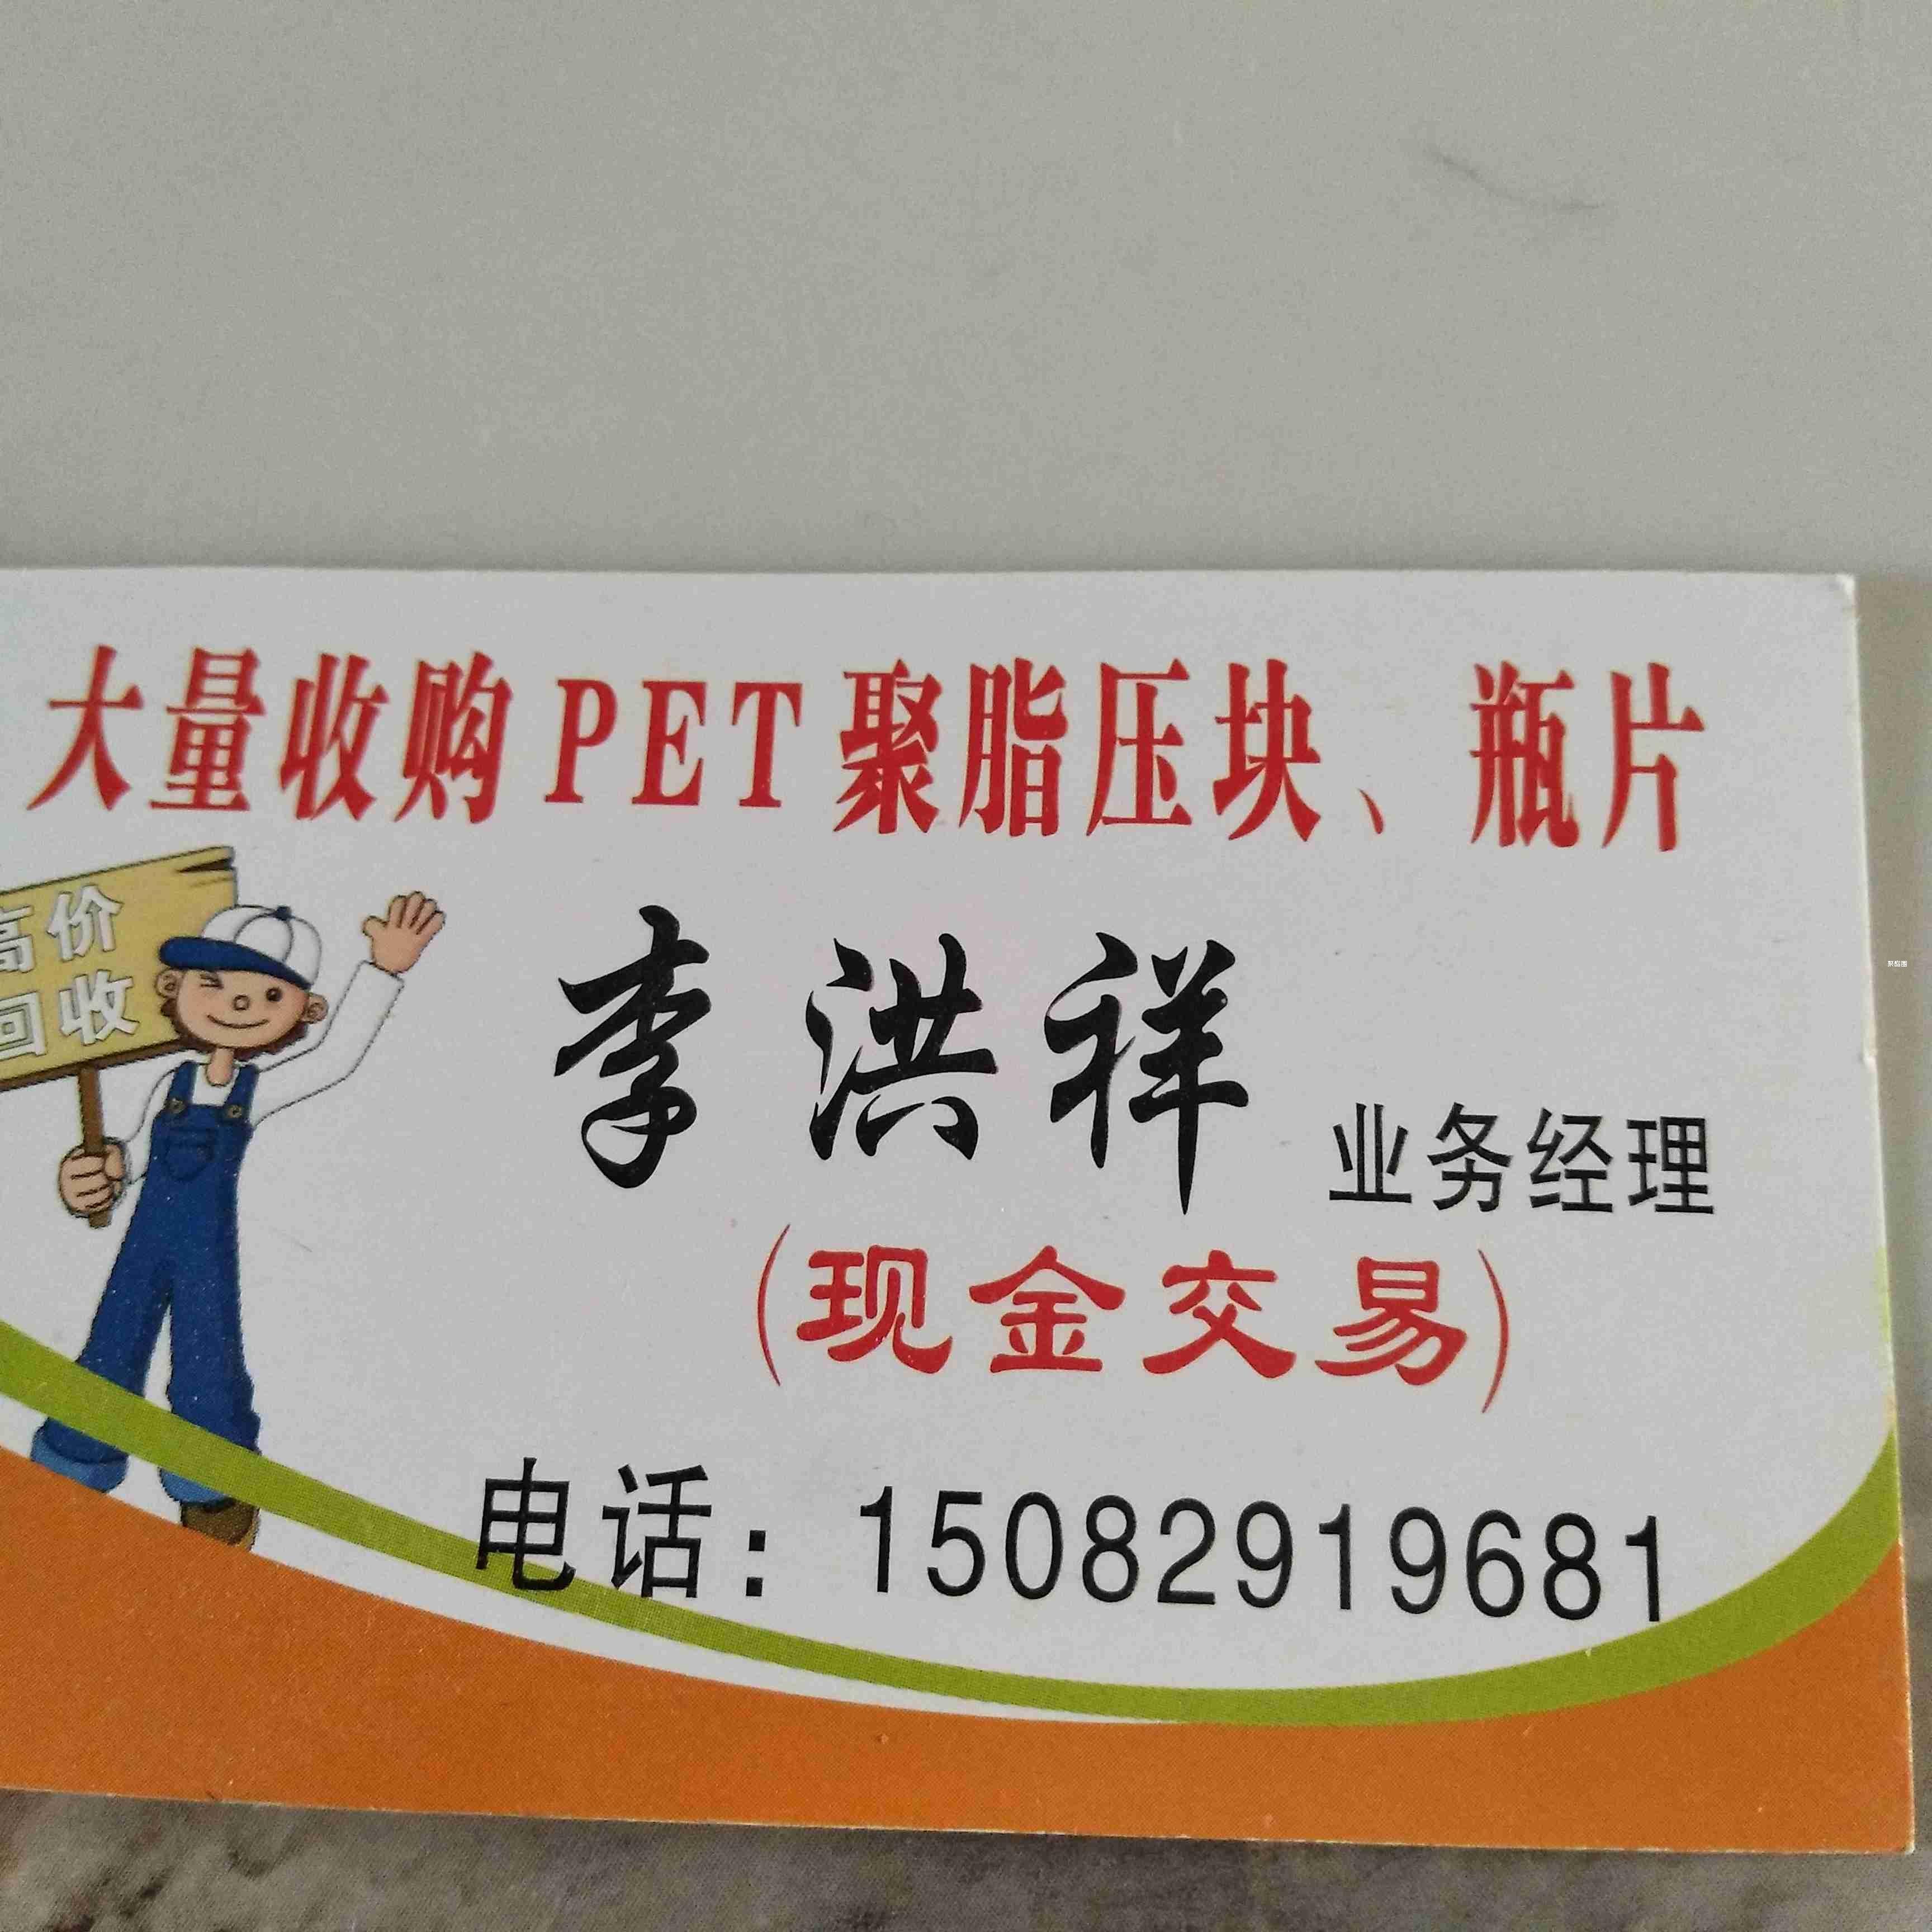 大量收购PET聚脂压块、瓶片
高价
回收
李洪祥 业务经理
(现金交易)
电话：15082919681